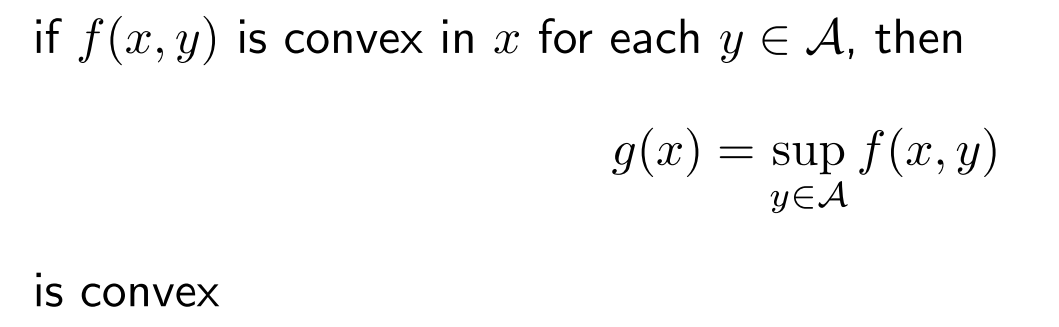 if f(x, y) is convex in x for each y ∈ 𝒜, then
g(x) = sup f(x, y)
y∈𝒜
is convex